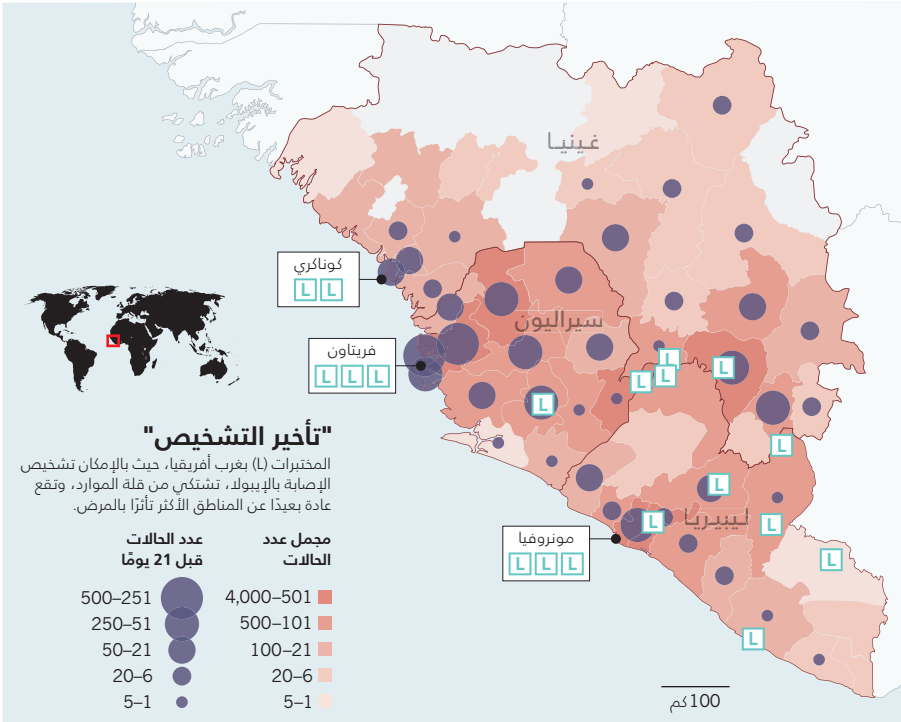 غينيا
كوناكري
L L
سيراليون
فريتاون
L L L
L
L
L
L
L
L
"تأخير التشخيص"
المختبرات (L) بغرب أفريقيا، حيث بالإمكان تشخيص
الإصابة بالإيبولا، تشتكي من قلة الموارد، وتقع
عادة بعيدًا عن المناطق الأكثر تأثرًا بالمرض.
L
L
ليبيريا
L
L
مونروفيا
L L L
L
L
مجمل عدد
الحالات
4,000–501
500–101
100–21
20–6
5–1
عدد الحالات
قبل 21 يومًا
500–251
250–51
50–21
20–6
5–1
100كم